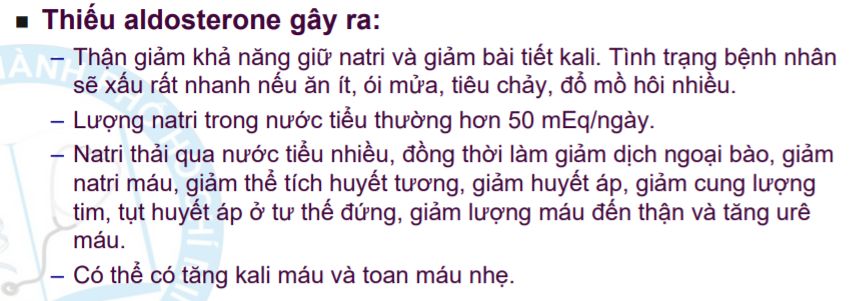 ■ Thiếu aldosterone gây ra:
– Thận giảm khả năng giữ natri và giảm bài tiết kali. Tình trạng bệnh nhân
sẽ xấu rất nhanh nếu ăn ít, ói mửa, tiêu chảy, đổ mồ hôi nhiều.
– Lượng natri trong nước tiểu thường hơn 50 mEq/ngày.
– Natri thải qua nước tiểu nhiều, đồng thời làm giảm dịch ngoại bào, giảm
natri máu, giảm thể tích huyết tương, giảm huyết áp, giảm cung lượng
tim, tụt huyết áp ở tư thế đứng, giảm lượng máu đến thận và tăng urê
máu.
– Có thể có tăng kali máu và toan máu nhẹ.